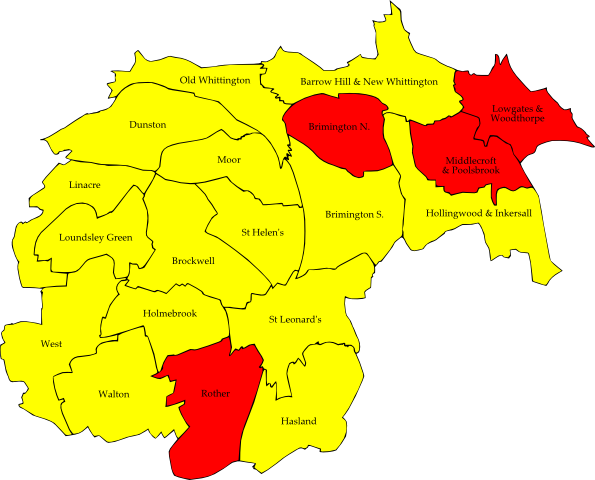 Old Whittington
Barrow Hill & New Whittington
Lowgates &
Woodthorpe
Dunston
Brimington N.
Moor
Middlecroft
& Poolsbrook
Linacre
Brimington S.
Hollingwood & Inkersall
Loundsley Green
St Helen's
Brockwell
Holmebrook
St Leonard's
West
Walton
Rother
Hasland